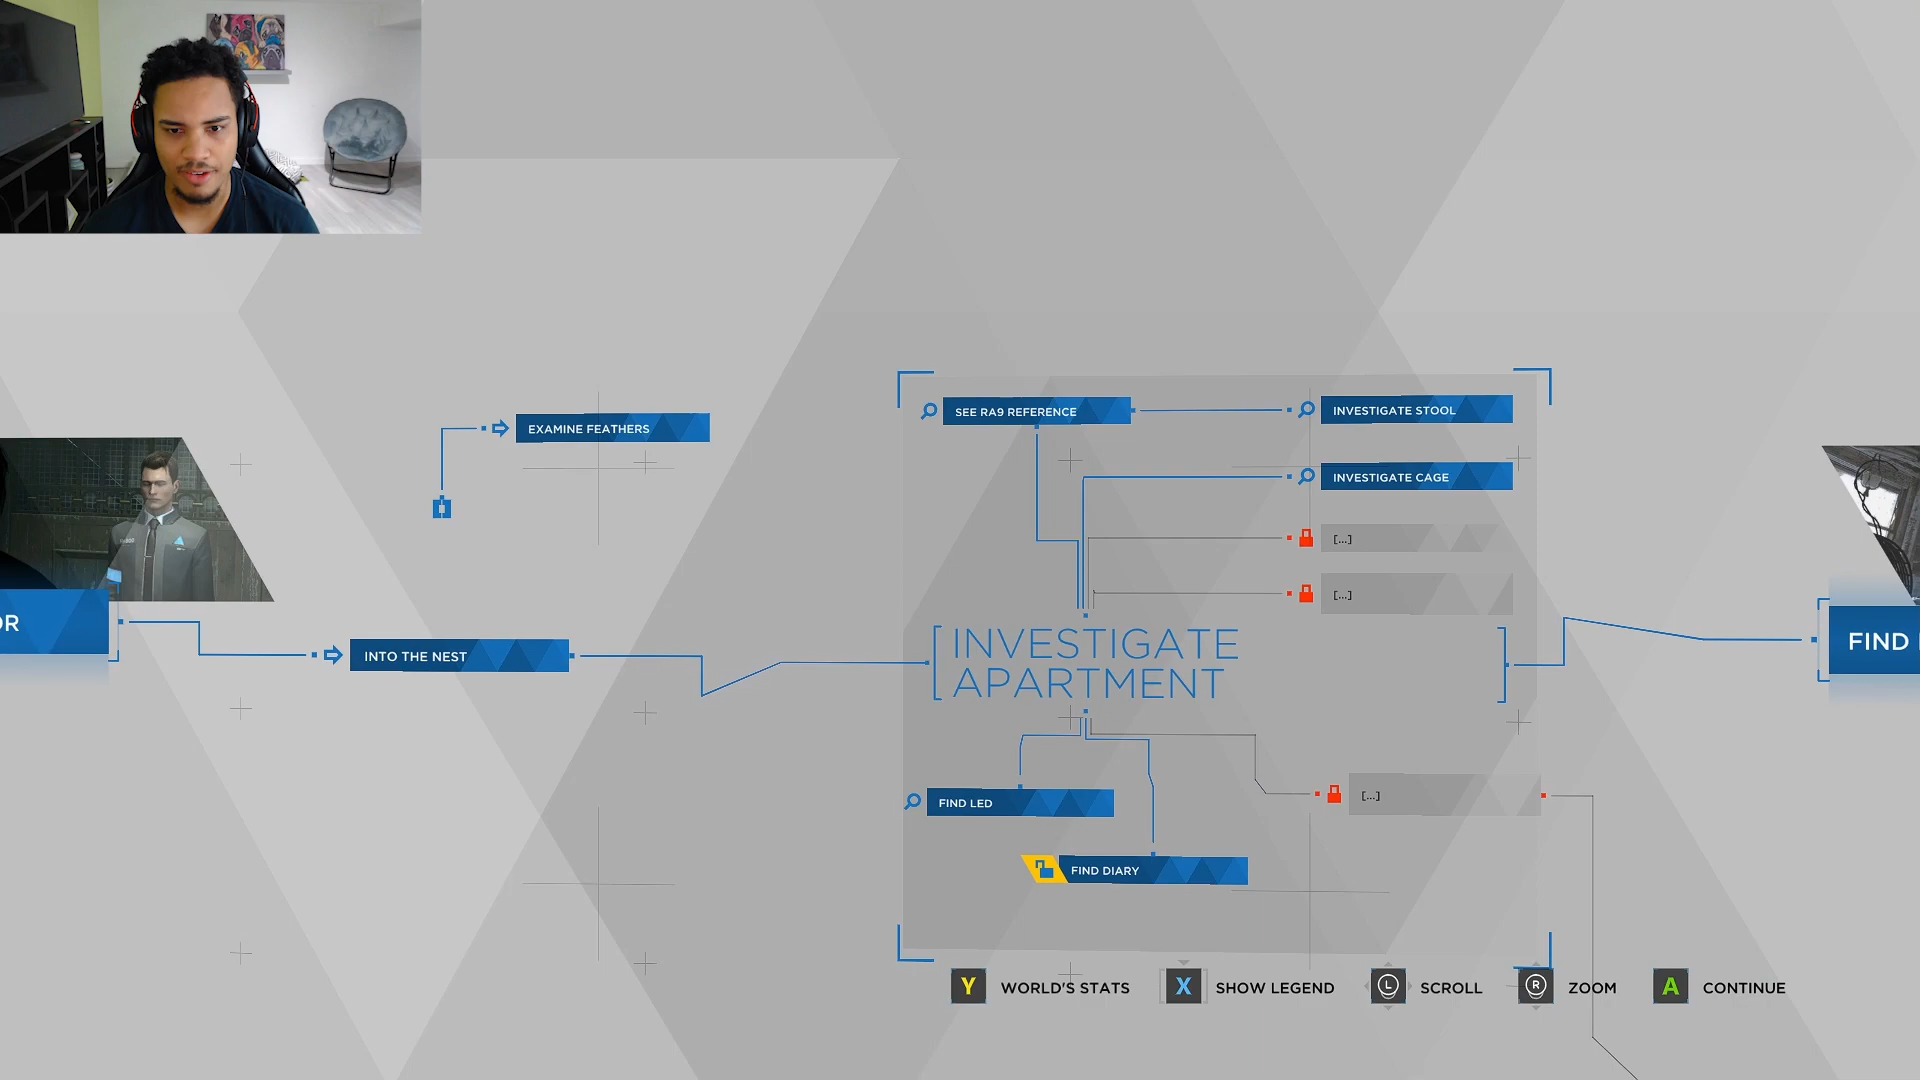 EXAMINE FEATHERS
SEE RA9 REFERENCE
INVESTIGATE STOOL
INVESTIGATE CAGE
[...]
[...]
OR
INTO THE NEST
INVESTIGATE
APARTMENT
FIND
FIND LED
[...]
FIND DIARY
Y WORLD'S STATS
X SHOW LEGEND
L SCROLL
R ZOOM
A CONTINUE